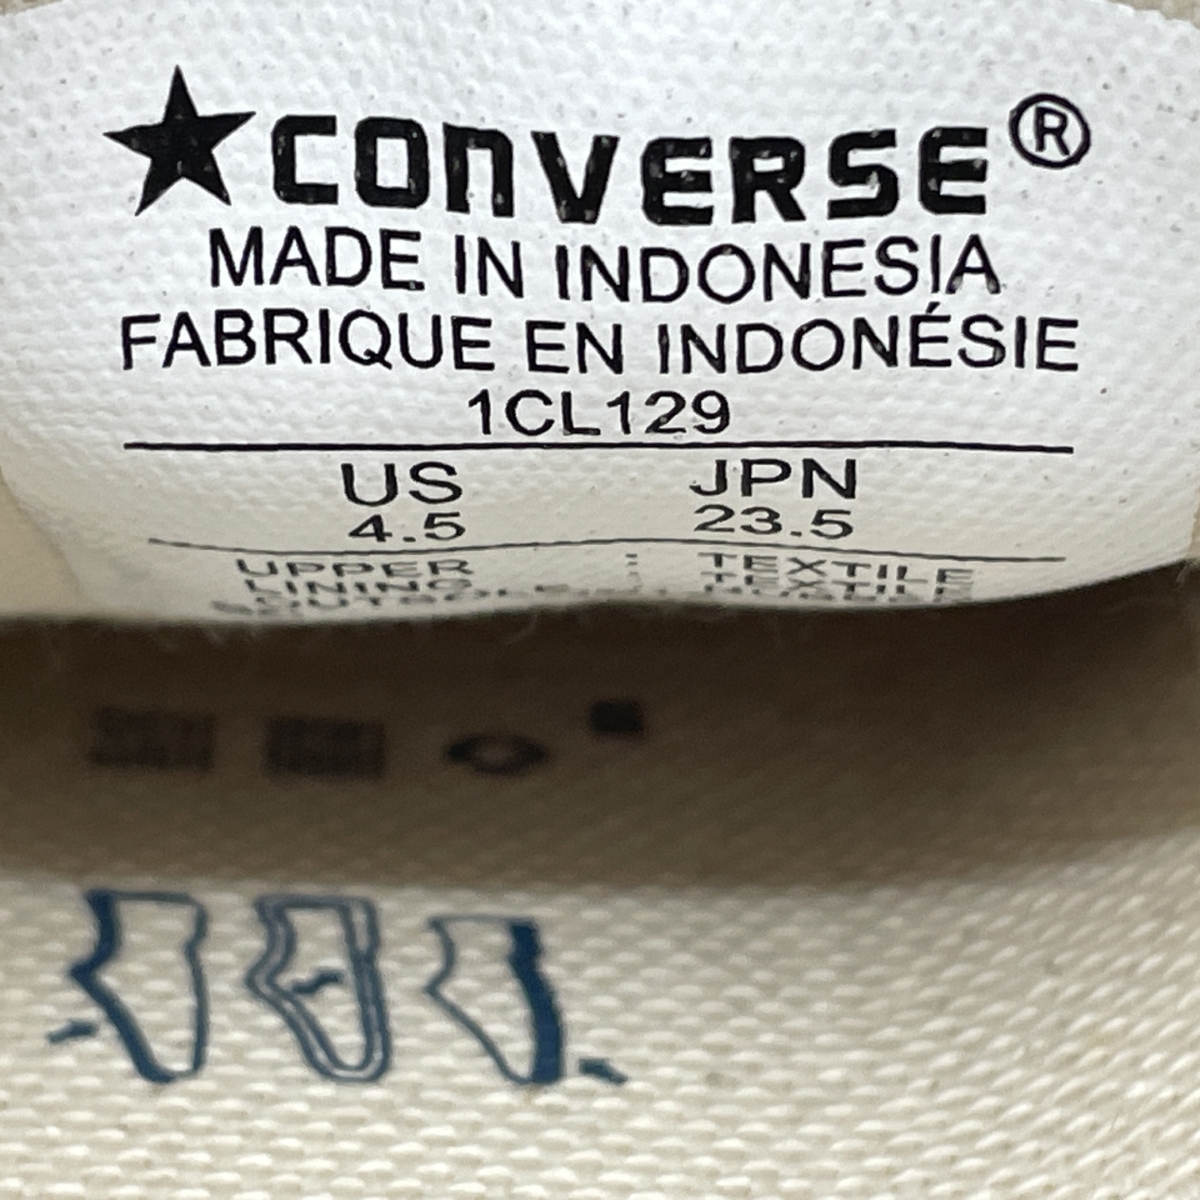 ★CONVERSE®
MADE IN INDONESIA
FABRIQUE EN INDONÉSIE
1CL129
US JPN
4.5 23.5
UPPER : TEXTILE
LINING : TEXTILE